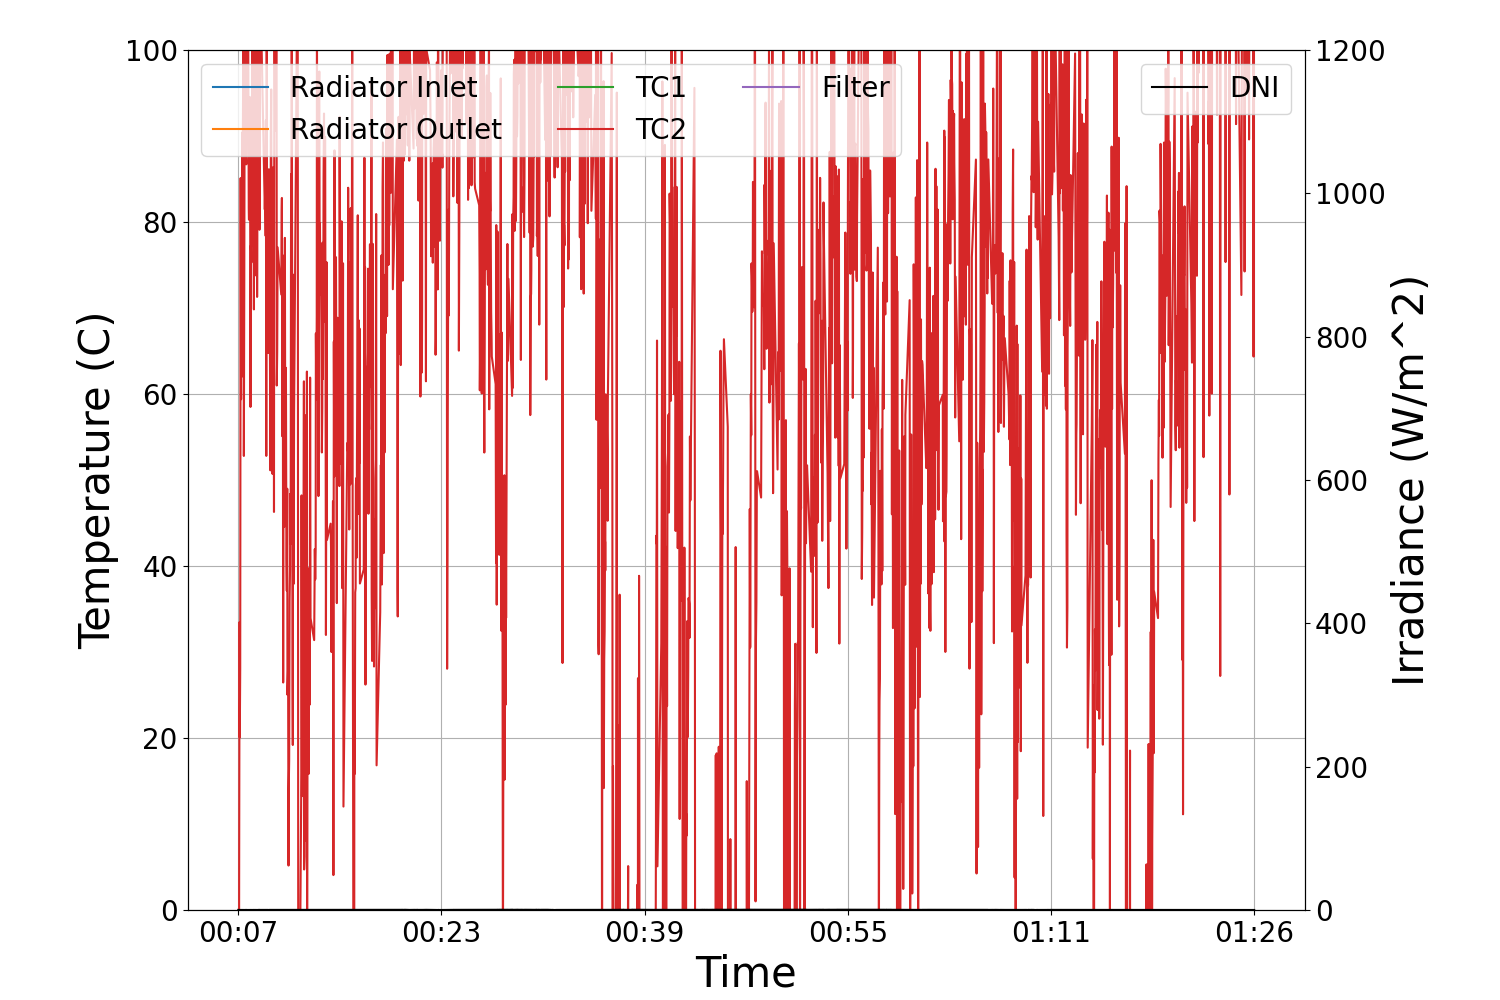 100
80
60
40
20
0
Temperature (C)
Radiator Inlet
Radiator Outlet
TC1
TC2
Filter
DNI
1200
1000
800
600
400
200
0
Irradiance (W/m^2)
00:07
00:23
00:39
00:55
01:11
01:26
Time